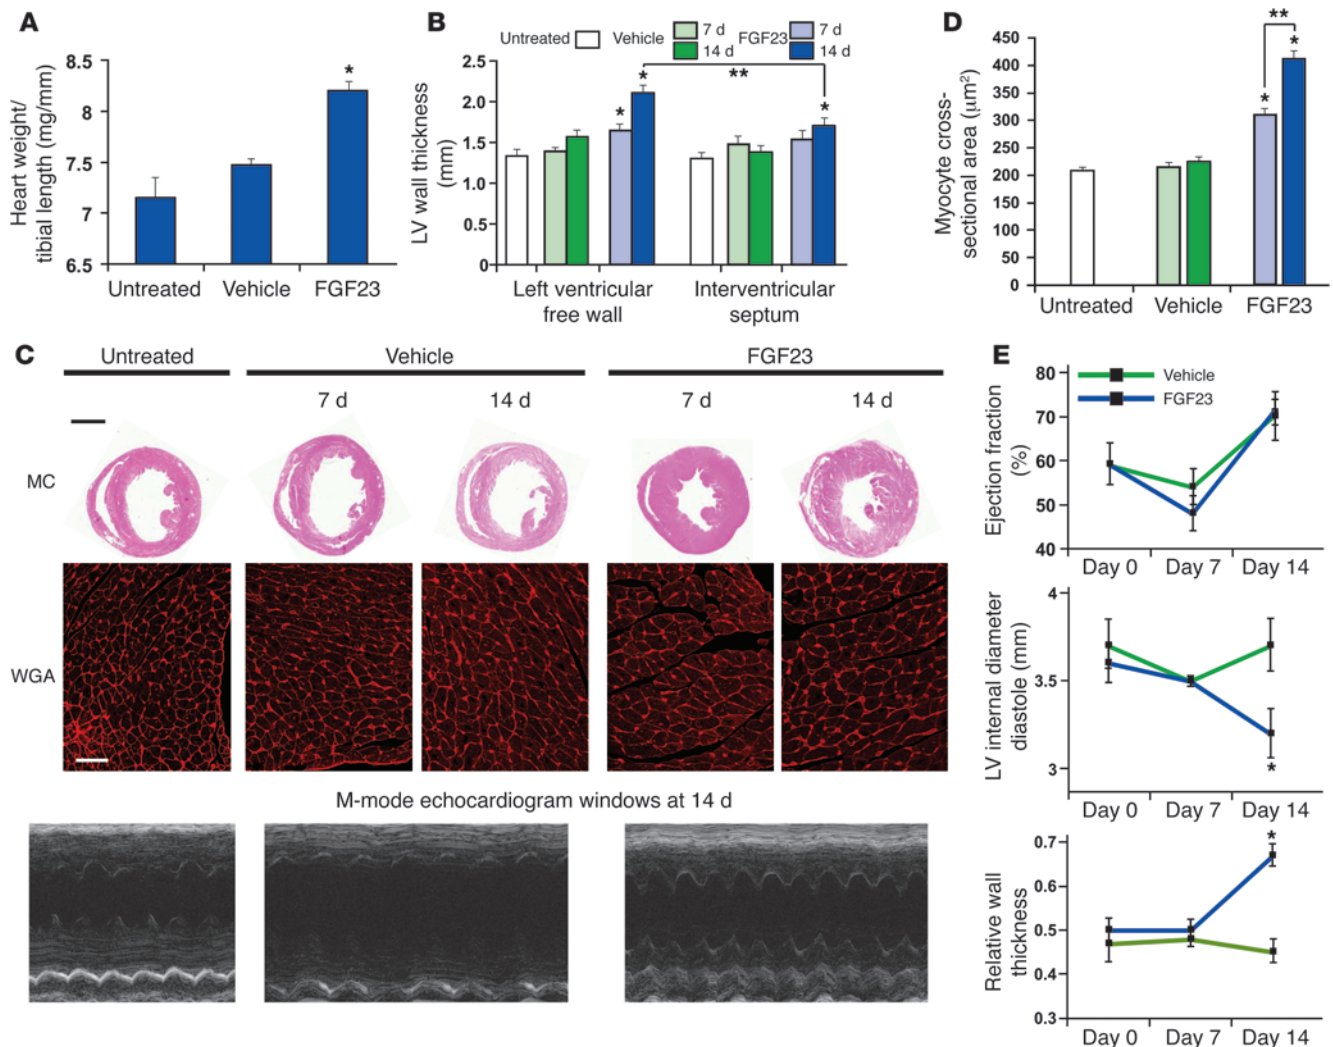 A
Heart weight/
tibial length (mg/mm)
8.5
8
7.5
7
6.5
*
Untreated
Vehicle
FGF23
B
Untreated
Vehicle
7 d
14 d
FGF23
7 d
14 d
LV wall thickness
(mm)
2.5
2.0
1.5
1.0
0.5
0
*
*
**
*
Left ventricular
free wall
Interventricular
septum
D
Myocyte cross-
sectional area (μm²)
450
400
350
300
250
200
150
100
50
0
**
*
*
Untreated
Vehicle
FGF23
C
Untreated
Vehicle
FGF23
7 d
14 d
7 d
14 d
MC
WGA
M-mode echocardiogram windows at 14 d
E
Vehicle
FGF23
Ejection fraction
(%)
80
70
60
50
40
Day 0
Day 7
Day 14
LV internal diameter
diastole (mm)
4
3.5
3
*
Day 0
Day 7
Day 14
Relative wall
thickness
0.7
0.6
0.5
0.4
0.3
*
Day 0
Day 7
Day 14